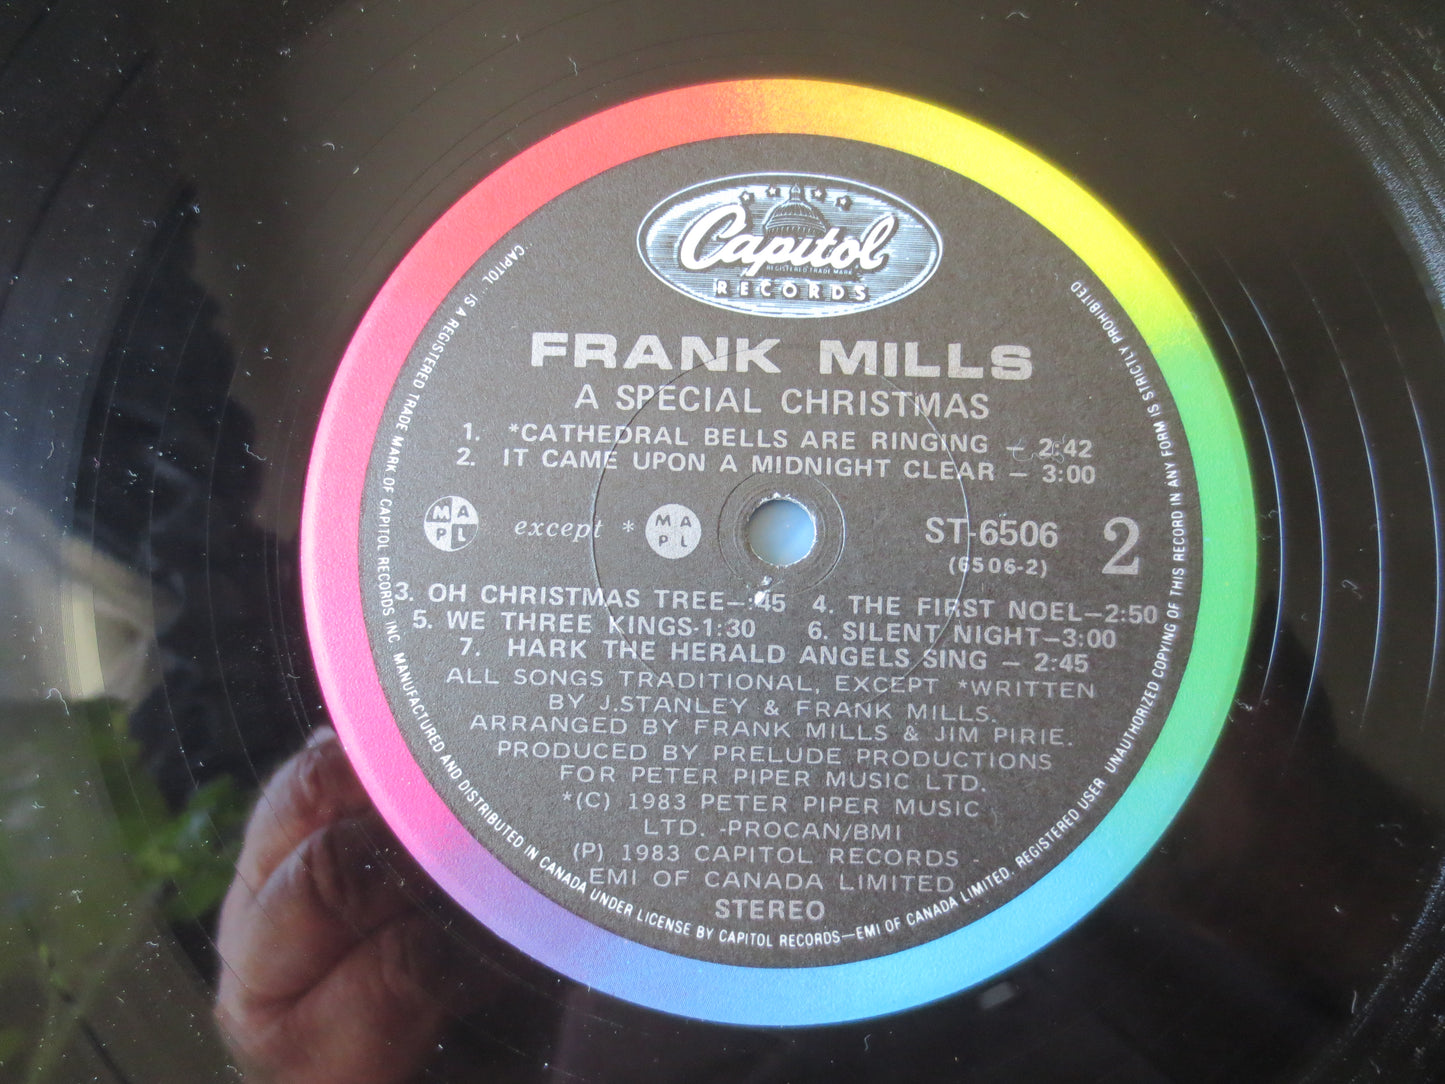 Capitol
REGISTERED TRADE MARK
RECORDS
FRANK MILLS
A SPECIAL CHRISTMAS
1. *CATHEDRAL BELLS ARE RINGING – 2:42
2. IT CAME UPON A MIDNIGHT CLEAR – 3:00
MAPL except * MAPL
ST-6506 2
(6506-2)
3. OH CHRISTMAS TREE–:45 4. THE FIRST NOEL–2:50
5. WE THREE KINGS-1:30 6. SILENT NIGHT–3:00
7. HARK THE HERALD ANGELS SING – 2:45
ALL SONGS TRADITIONAL, EXCEPT *WRITTEN
BY J.STANLEY & FRANK MILLS.
ARRANGED BY FRANK MILLS & JIM PIRIE.
PRODUCED BY PRELUDE PRODUCTIONS
FOR PETER PIPER MUSIC LTD.
*(C) 1983 PETER PIPER MUSIC
LTD. -PROCAN/BMI
(P) 1983 CAPITOL RECORDS -
EMI OF CANADA LIMITED
STEREO
CAPITOL IS A REGISTERED TRADE MARK OF CAPITOL RECORDS INC. MANUFACTURED AND DISTRIBUTED IN CANADA UNDER LICENSE BY CAPITOL RECORDS—EMI OF CANADA LIMITED. REGISTERED USER UNAUTHORIZED COPYING OF THIS RECORD IN ANY FORM IS STRICTLY PROHIBITED